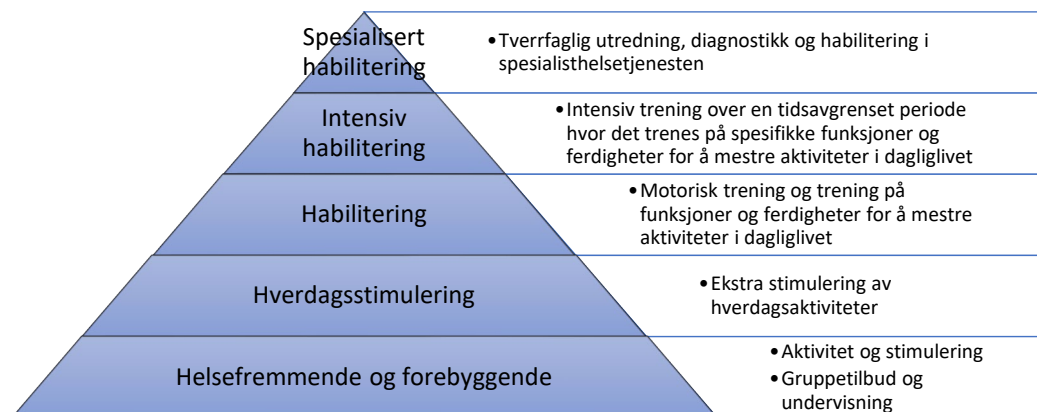 Spesialisert
habilitering
•Tverrfaglig utredning, diagnostikk og habilitering i
spesialisthelsetjenesten
Intensiv
habilitering
•Intensiv trening over en tidsavgrenset periode
hvor det trenes på spesifikke funksjoner og
ferdigheter for å mestre aktiviteter i dagliglivet
Habilitering
•Motorisk trening og trening på
funksjoner og ferdigheter for å mestre
aktiviteter i dagliglivet
Hverdagsstimulering
•Ekstra stimulering av
hverdagsaktiviteter
Helsefremmende og forebyggende
•Aktivitet og stimulering
•Gruppetilbud og
undervisning